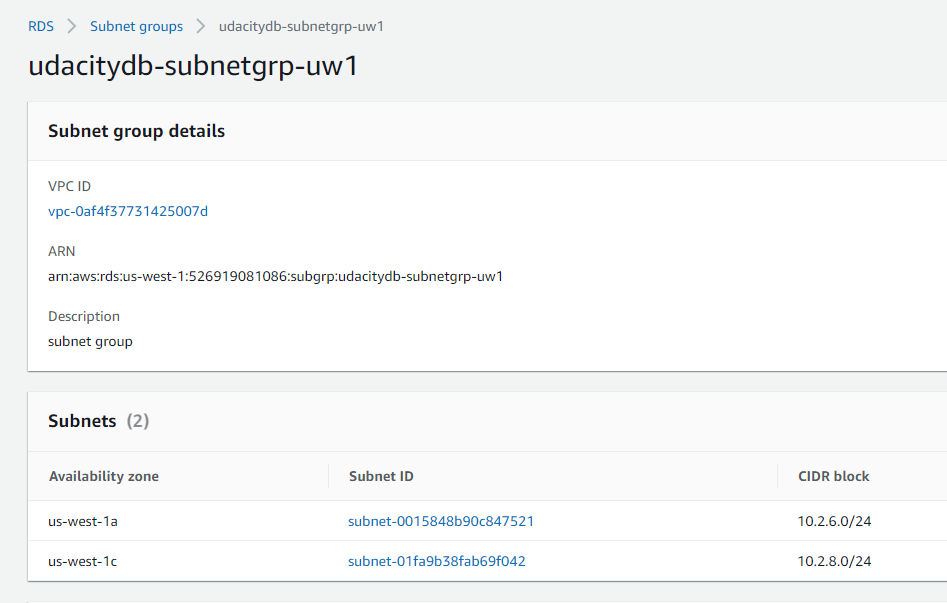 RDS > Subnet groups > udacitydb-subnetgrp-uw1
udacitydb-subnetgrp-uw1
Subnet group details
VPC ID
vpc-0af4f37731425007d
ARN
arn:aws:rds:us-west-1:526919081086:subgrp:udacitydb-subnetgrp-uw1
Description
subnet group
Subnets (2)
Availability zone Subnet ID CIDR block
us-west-1a subnet-0015848b90c847521 10.2.6.0/24
us-west-1c subnet-01fa9b38fab69f042 10.2.8.0/24